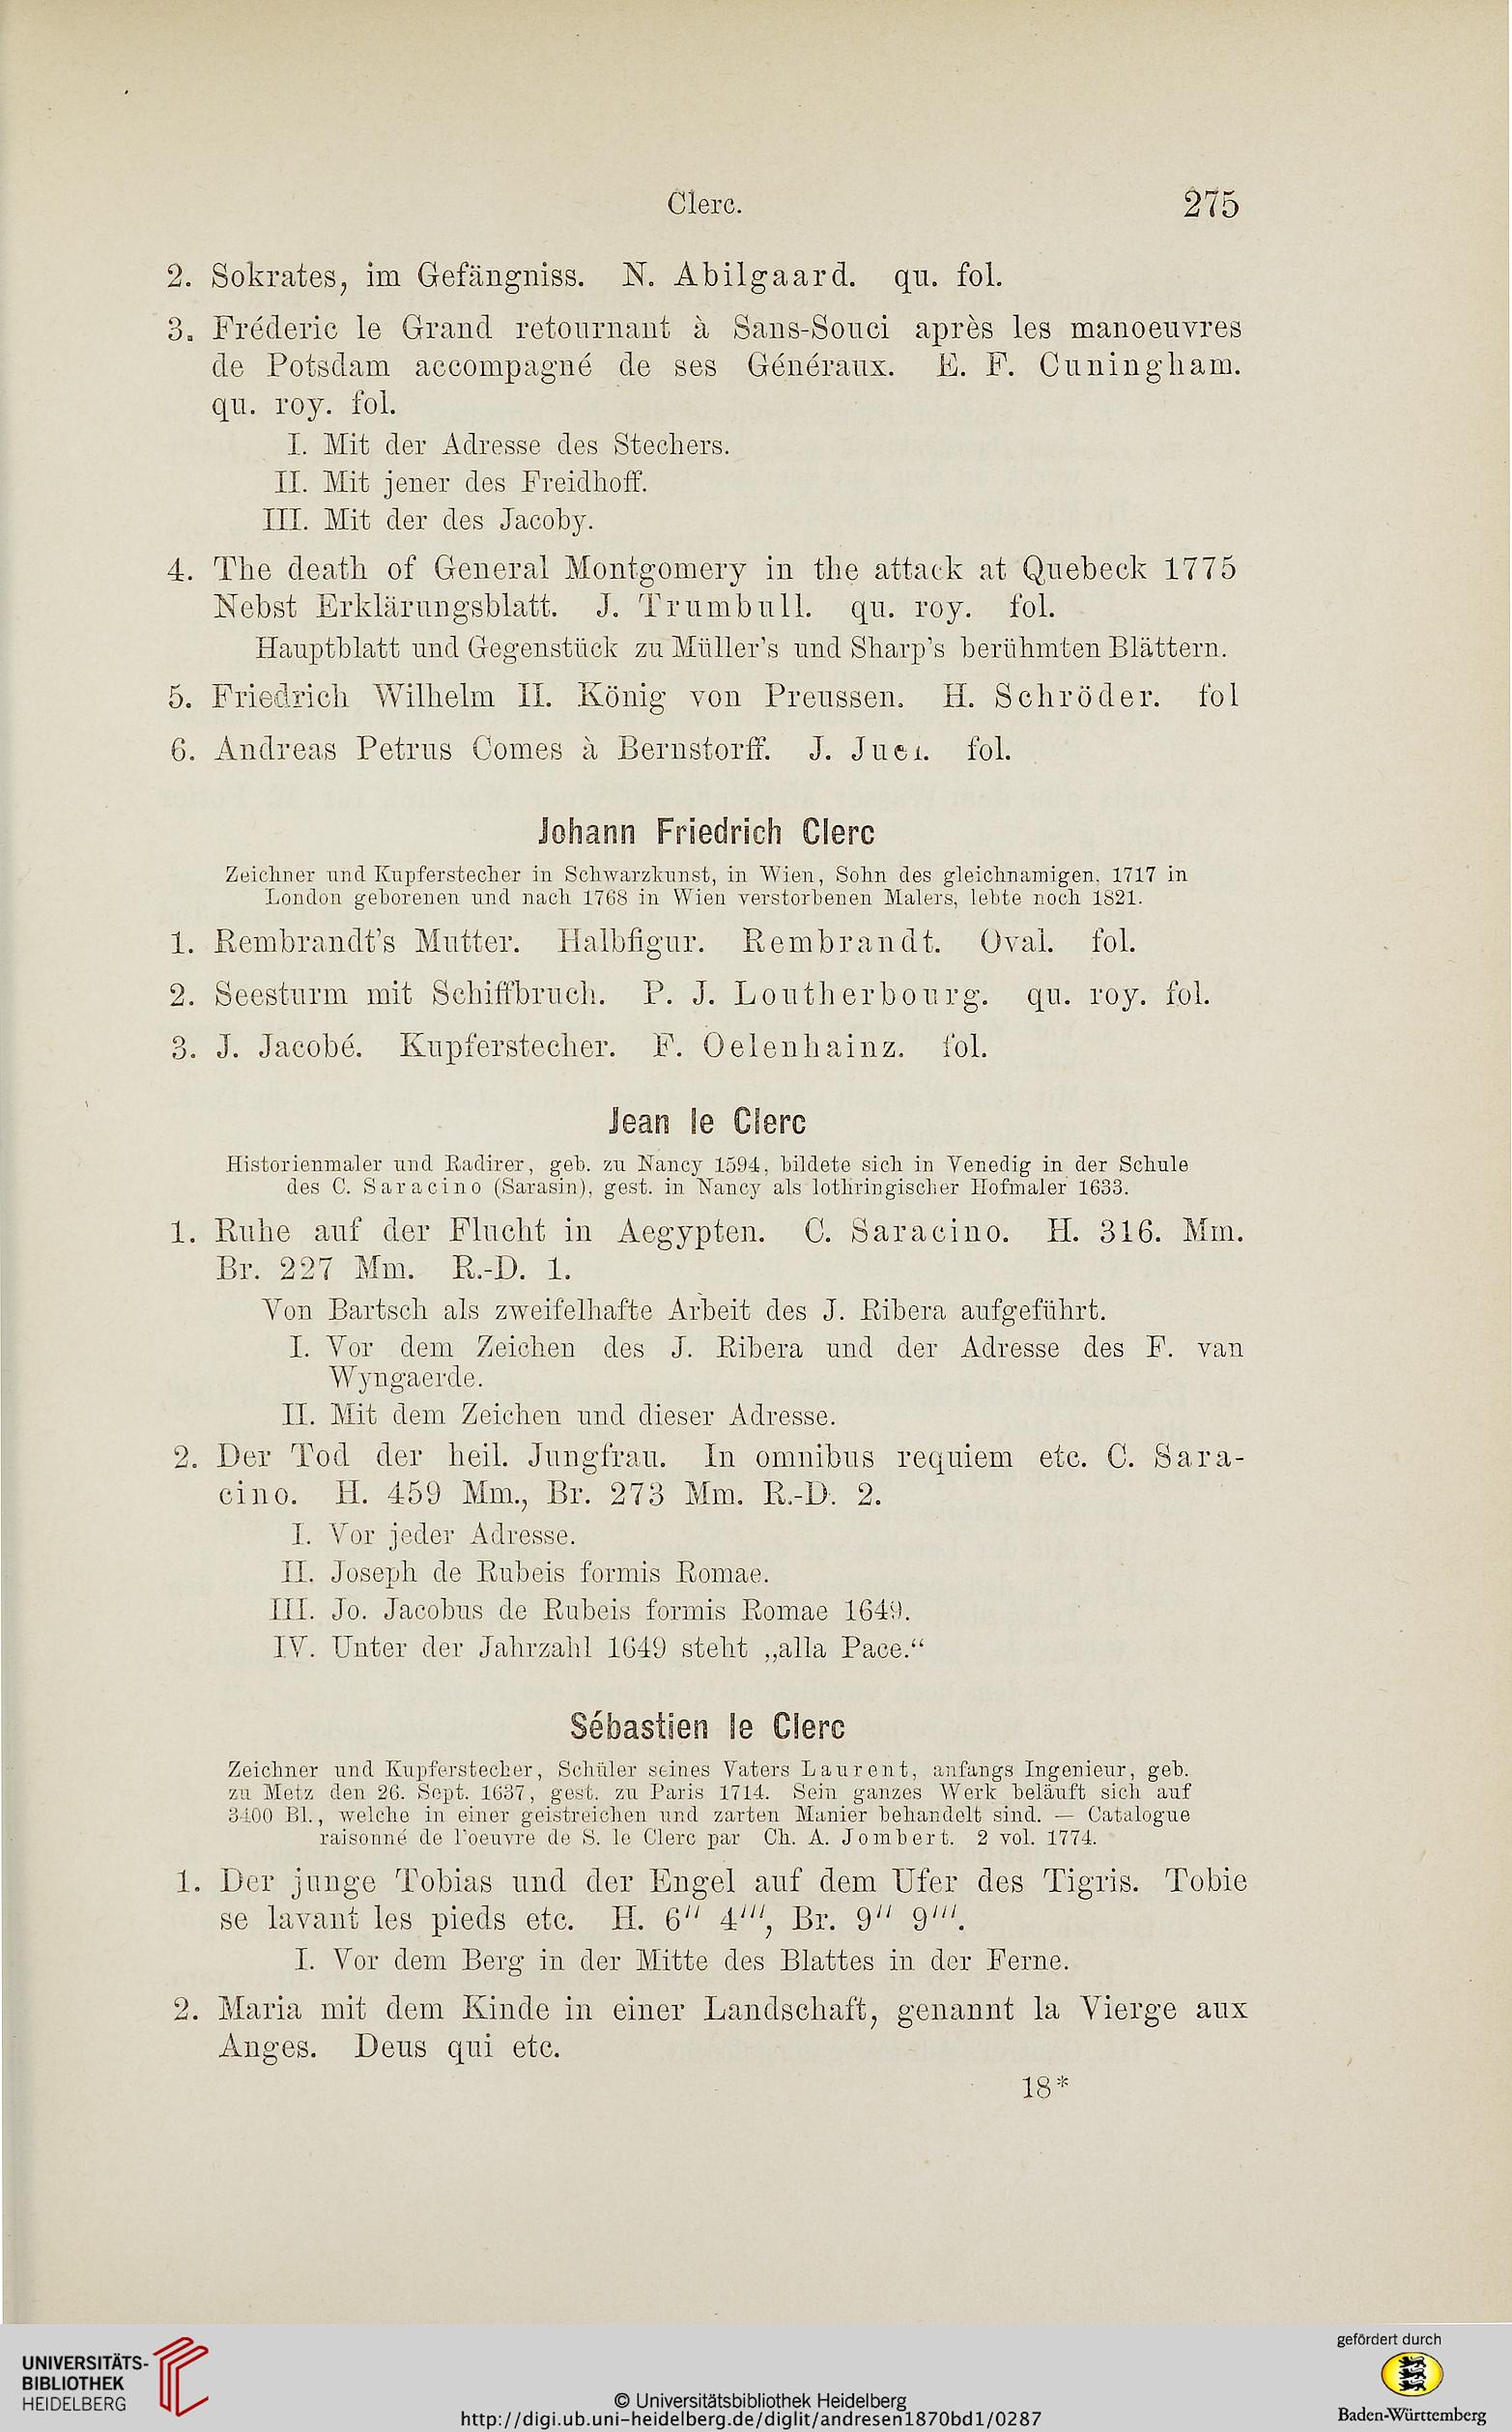 Clerc. 275
2. Sokrates, im Gefängniss. N. Abilgaard. qu. fol.
3. Fréderic le Grand retournant à Sans-Souci après les manoeuvres
de Potsdam accompagné de ses Généraux. E. F. Cuningham.
qu. roy. fol.
I. Mit der Adresse des Stechers.
II. Mit jener des Freidhoff.
III. Mit der des Jacoby.
4. The death of General Montgomery in the attack at Quebeck 1775
Nebst Erklärungsblatt. J. Trumbull. qu. roy. fol.
Hauptblatt und Gegenstück zu Müller's und Sharp's berühmten Blättern.
5. Friedrich Wilhelm II. König von Preussen. H. Schröder. fol
6. Andreas Petrus Comes à Bernstorff. J. Juel. fol.
Johann Friedrich Clerc
Zeichner und Kupferstecher in Schwarzkunst, in Wien, Sohn des gleichnamigen, 1717 in
London geborenen und nach 1768 in Wien verstorbenen Malers, lebte noch 1821.
1. Rembrandt's Mutter. Halbfigur. Rembrandt. Oval. fol.
2. Seesturm mit Schiffbruch. P. J. Loutherbourg. qu. roy. fol.
3. J. Jacobé. Kupferstecher. F. Oelenhainz. fol.
Jean le Clerc
Historienmaler und Radirer, geb. zu Nancy 1594, bildete sich in Venedig in der Schule
des C. Saracino (Sarasin), gest. in Nancy als lothringischer Hofmaler 1633.
1. Ruhe auf der Flucht in Aegypten. C. Saracino. H. 316. Mm.
Br. 227 Mm. R.-D. 1.
Von Bartsch als zweifelhafte Arbeit des J. Ribera aufgeführt.
I. Vor dem Zeichen des J. Ribera und der Adresse des F. van
Wyngaerde.
II. Mit dem Zeichen und dieser Adresse.
2. Der Tod der heil. Jungfrau. In omnibus requiem etc. C. Sara-
cino. H. 459 Mm., Br. 273 Mm. R.-D. 2.
I. Vor jeder Adresse.
II. Joseph de Rubeis formis Romae.
III. Jo. Jacobus de Rubeis formis Romae 1649.
IV. Unter der Jahrzahl 1649 steht „alla Pace.“
Sébastien le Clerc
Zeichner und Kupferstecher, Schüler seines Vaters Laurent, anfangs Ingenieur, geb.
zu Metz den 26. Sept. 1637, gest. zu Paris 1714. Sein ganzes Werk beläuft sich auf
3400 Bl., welche in einer geistreichen und zarten Manier behandelt sind. — Catalogue
raisonné de l'oeuvre de S. le Clerc par Ch. A. Jombert. 2 vol. 1774.
1. Der junge Tobias und der Engel auf dem Ufer des Tigris. Tobie
se lavant les pieds etc. H. 6″ 4‴, Br. 9″ 9‴.
I. Vor dem Berg in der Mitte des Blattes in der Ferne.
2. Maria mit dem Kinde in einer Landschaft, genannt la Vierge aux
Anges. Deus qui etc.
18*
UNIVERSITÄTS-
BIBLIOTHEK
HEIDELBERG
© Universitätsbibliothek Heidelberg
http://digi.ub.uni-heidelberg.de/diglit/andresen1870bd1/0287
gefördert durch
Baden-Württemberg